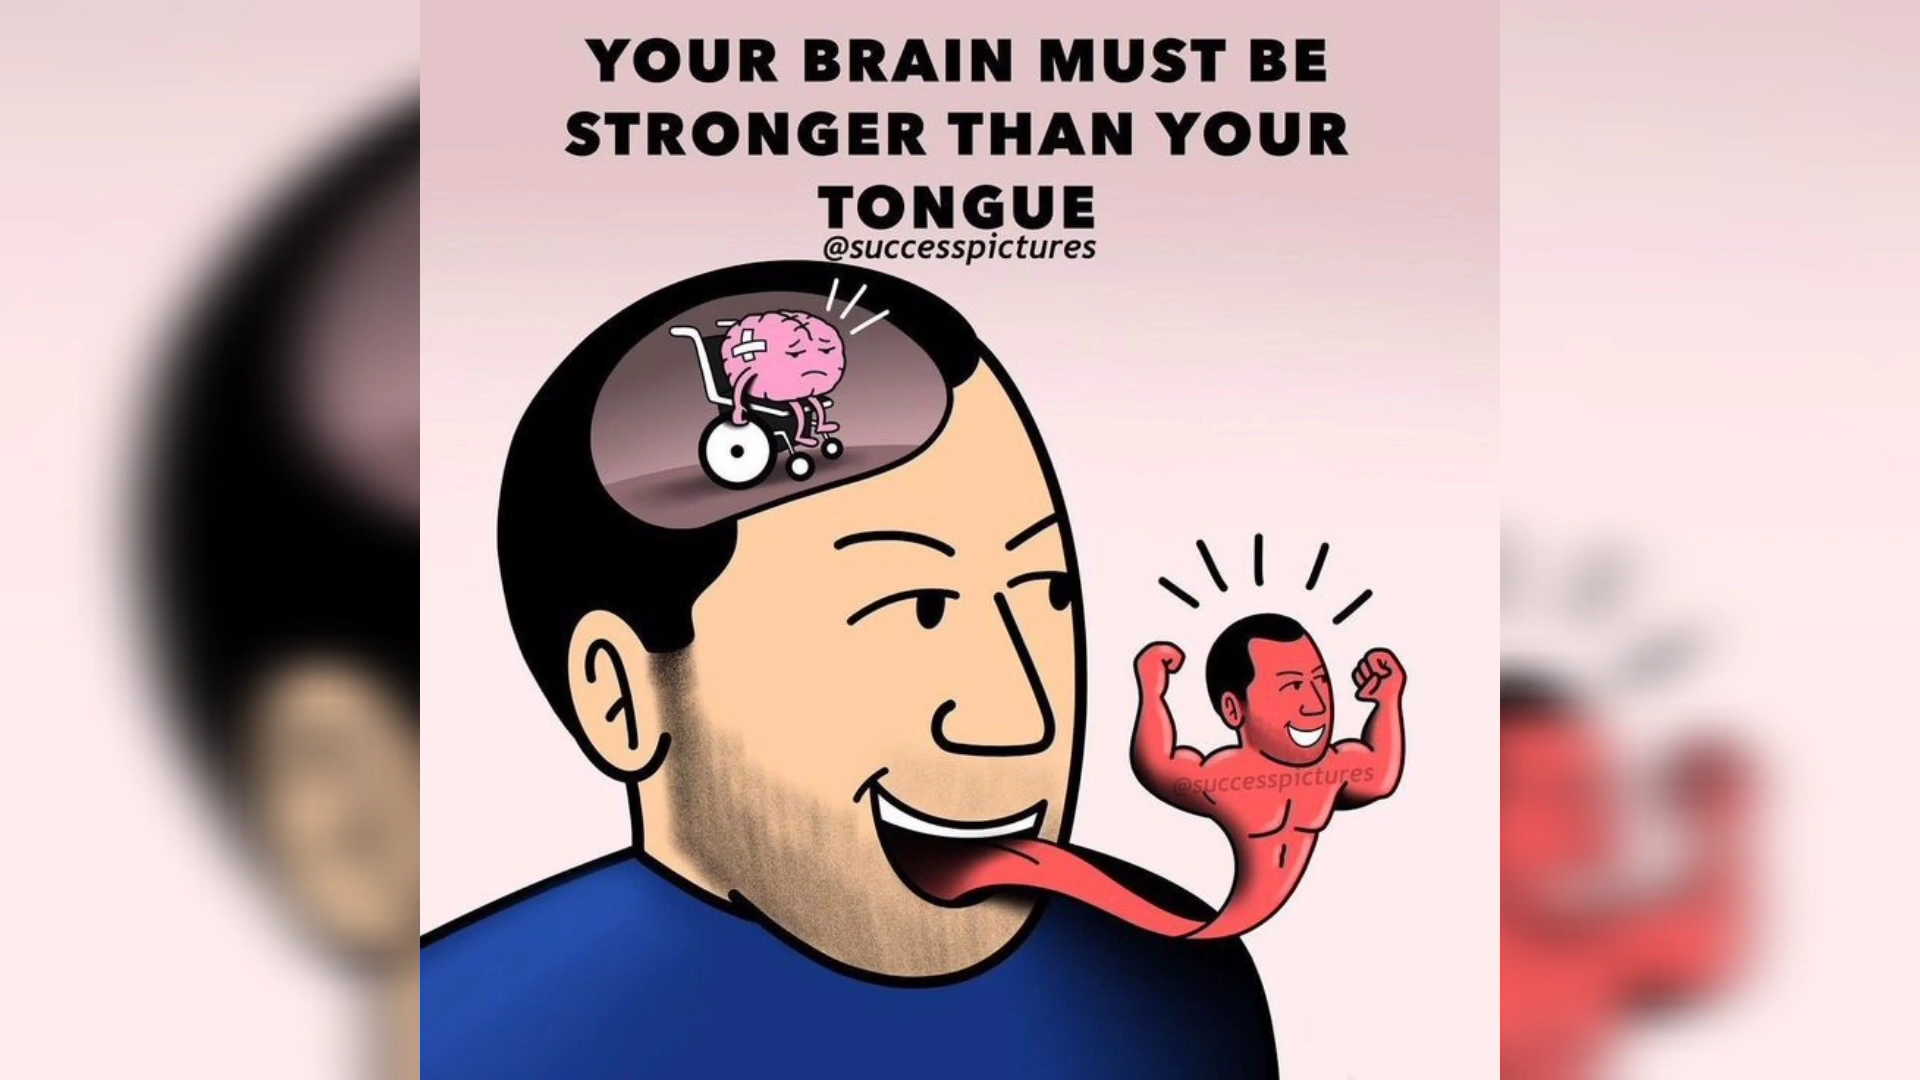 YOUR BRAIN MUST BE
STRONGER THAN YOUR
TONGUE
@successpictures
@successpictures